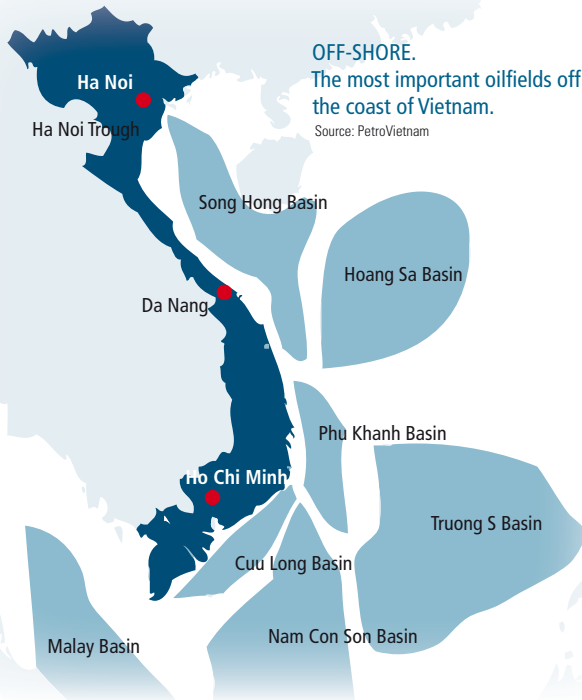 OFF-SHORE.
The most important oilfields off
the coast of Vietnam.
Source: PetroVietnam
Ha Noi
Ha Noi Trough
Song Hong Basin
Hoang Sa Basin
Da Nang
Phu Khanh Basin
Ho Chi Minh
Truong S Basin
Cuu Long Basin
Nam Con Son Basin
Malay Basin